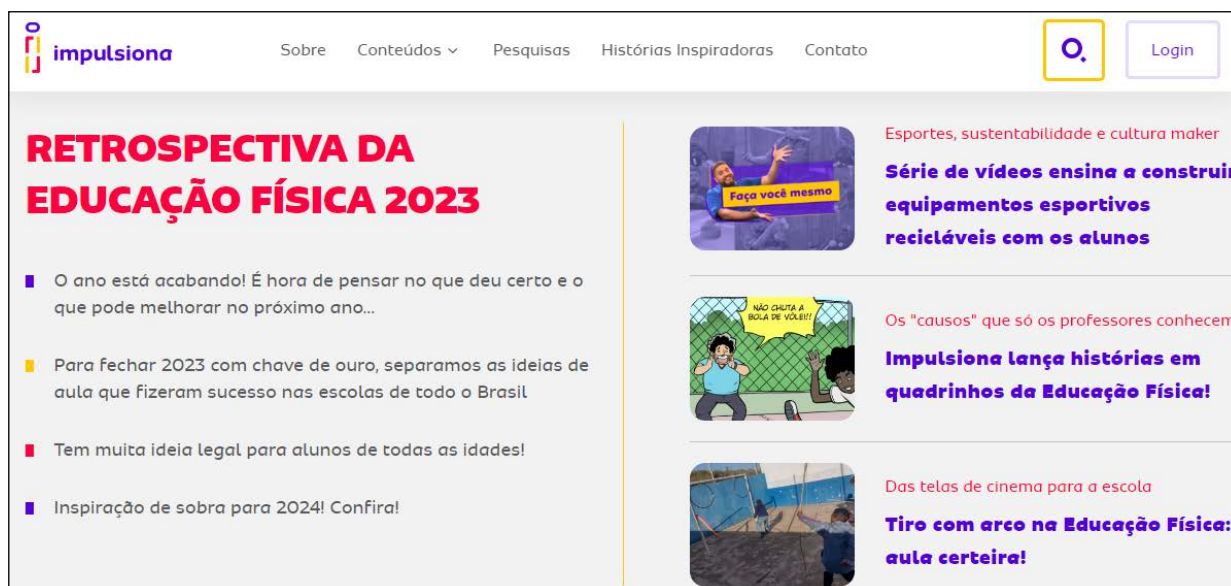 impulsiona
Sobre
Conteúdos
Pesquisas
Histórias Inspiradoras
Contato
Login
RETROSPECTIVA DA
EDUCAÇÃO FÍSICA 2023
O ano está acabando! É hora de pensar no que deu certo e o
que pode melhorar no próximo ano...
Para fechar 2023 com chave de ouro, separamos as ideias de
aula que fizeram sucesso nas escolas de todo o Brasil
Tem muita ideia legal para alunos de todas as idades!
Inspiração de sobra para 2024! Confira!
Faça você mesmo
Esportes, sustentabilidade e cultura maker
Série de vídeos ensina a construir
equipamentos esportivos
recicláveis com os alunos
NÃO CHUTA A
BOLA DE VÔLEI!!
Os "causos" que só os professores conhecem
Impulsiona lança histórias em
quadrinhos da Educação Física!
Das telas de cinema para a escola
Tiro com arco na Educação Física:
aula certeira!